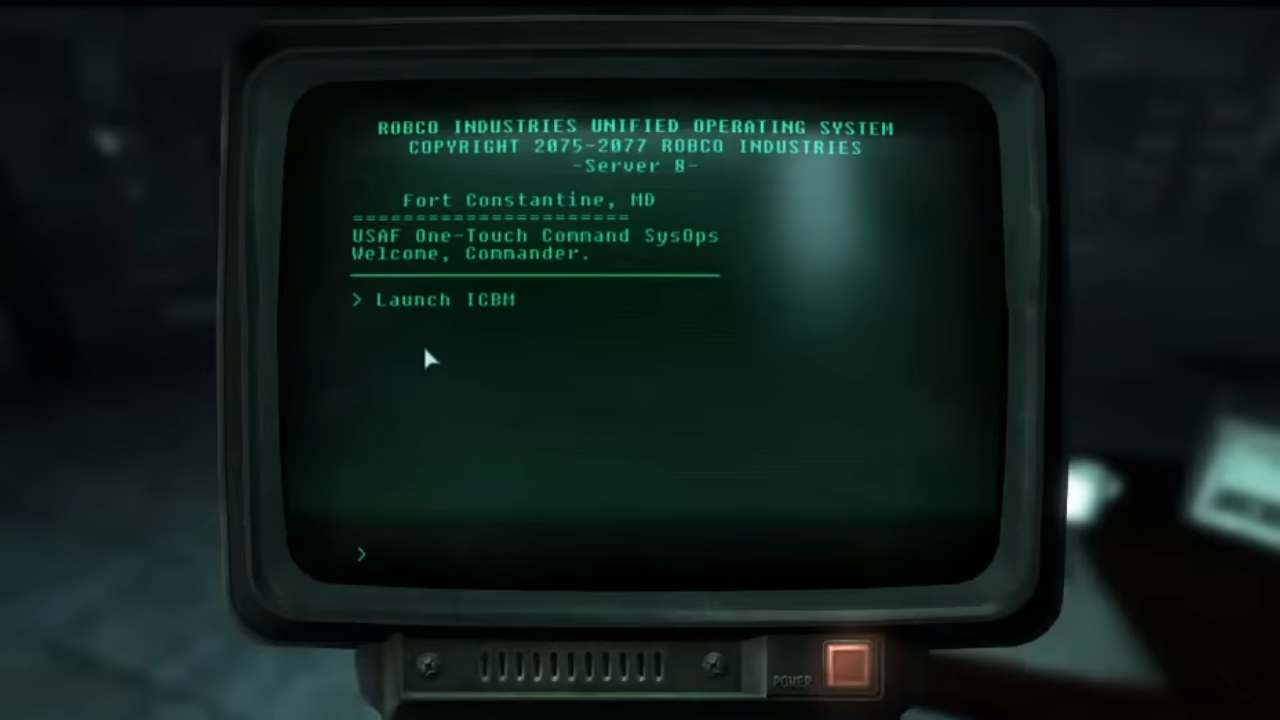 ROBCO INDUSTRIES UNIFIED OPERATING SYSTEM
COPYRIGHT 2075-2077 ROBCO INDUSTRIES
-Server 8-
Fort Constantine, MD
======================
USAF One-Touch Command SysOps
Welcome, Commander.
> Launch ICBM
>
POWER